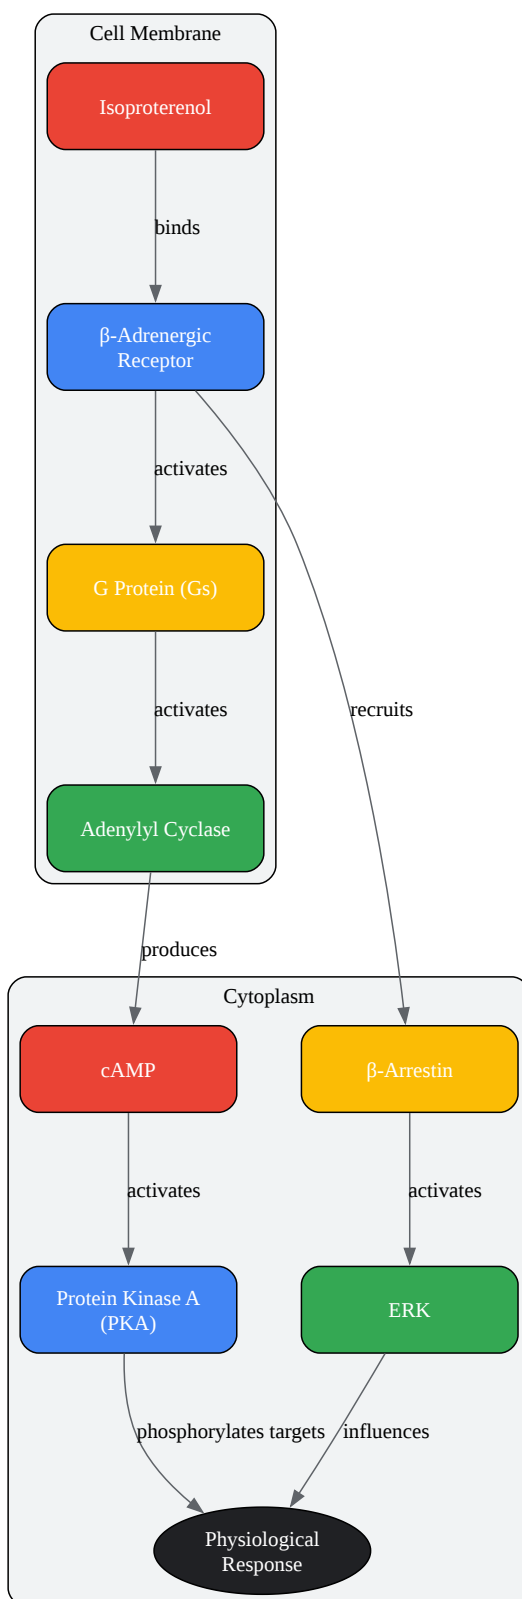 Cell Membrane
Isoproterenol
binds
β-Adrenergic
Receptor
activates
G Protein (Gs)
activates
recruits
Adenylyl Cyclase
produces
Cytoplasm
cAMP
β-Arrestin
activates
activates
Protein Kinase A
(PKA)
ERK
phosphorylates targets
influences
Physiological
Response